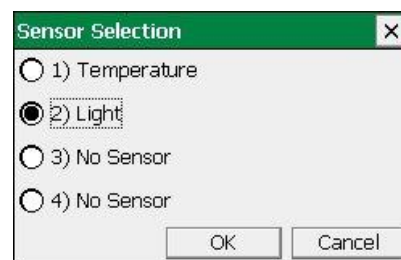 Sensor Selection
1) Temperature
2) Light
3) No Sensor
4) No Sensor
OK Cancel